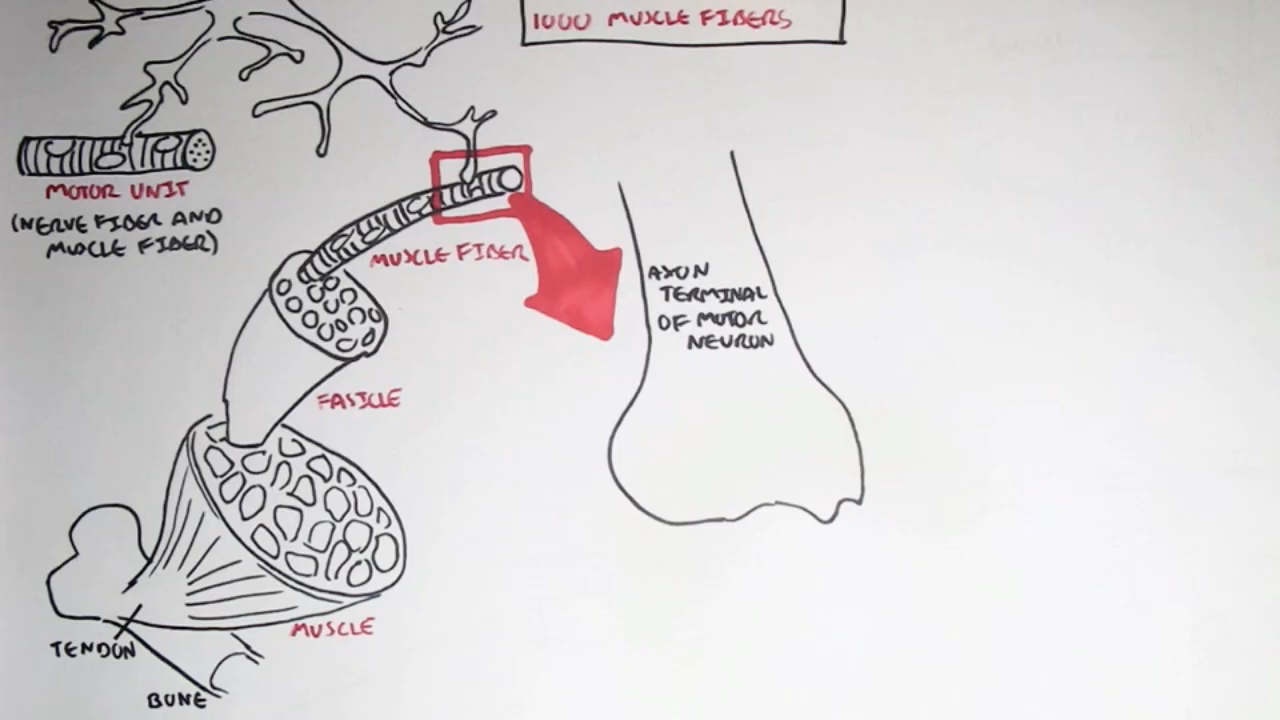 1000 MUSCLE FIBERS
MOTOR UNIT
(NERVE FIBER AND
MUSCLE FIBER)
MUSCLE FIBER
AXON
TERMINAL
OF MOTOR
NEURON
FASICLE
MUSCLE
TENDON
BONE